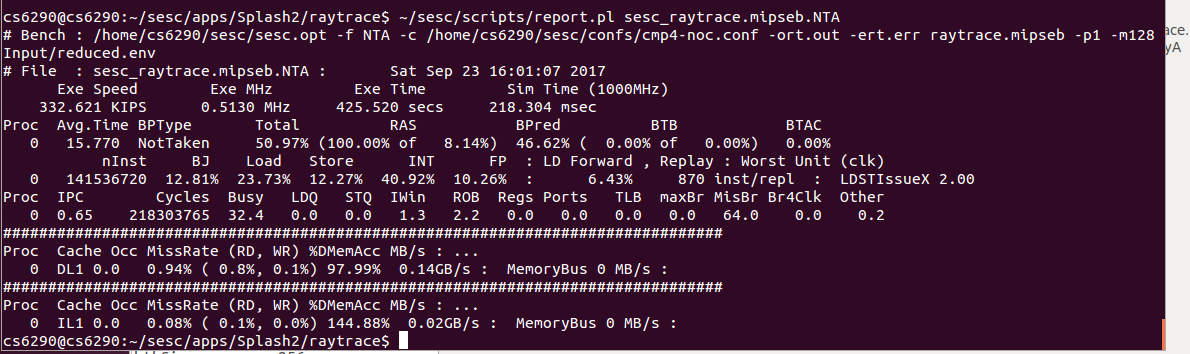 cs6290@cs6290:~/sesc/apps/Splash2/raytrace$ ~/sesc/scripts/report.pl sesc_raytrace.mipseb.NTA
# Bench : /home/cs6290/sesc/sesc.opt -f NTA -c /home/cs6290/sesc/confs/cmp4-noc.conf -ort.out -ert.err raytrace.mipseb -p1 -m128
Input/reduced.env
# File  : sesc_raytrace.mipseb.NTA :       Sat Sep 23 16:01:07 2017
Exe Speed        Exe MHz        Exe Time        Sim Time (1000MHz)
332.621 KIPS      0.5130 MHz     425.520 secs     218.304 msec
Proc  Avg.Time BPType       Total          RAS           BPred          BTB            BTAC
0   15.770  NotTaken      50.97% (100.00% of   8.14%)  46.62% (  0.00% of   0.00%)   0.00%
nInst     BJ    Load   Store      INT      FP  : LD Forward , Replay : Worst Unit (clk)
0   141536720  12.81%  23.73%  12.27%  40.92%  10.26%  :      6.43%     870 inst/repl  :  LDSTIssueX 2.00
Proc  IPC        Cycles  Busy   LDQ   STQ  IWin   ROB  Regs Ports   TLB  maxBr MisBr Br4Clk  Other
0  0.65    218303765  32.4   0.0   0.0   1.3   2.2   0.0   0.0   0.0   0.0   64.0    0.0    0.2
################################################################################
Proc  Cache Occ MissRate (RD, WR) %DMemAcc MB/s : ...
0  DL1 0.0   0.94% ( 0.8%, 0.1%) 97.99%  0.14GB/s :  MemoryBus 0 MB/s :
################################################################################
Proc  Cache Occ MissRate (RD, WR) %DMemAcc MB/s : ...
0  IL1 0.0   0.08% ( 0.1%, 0.0%) 144.88%  0.02GB/s :  MemoryBus 0 MB/s :
cs6290@cs6290:~/sesc/apps/Splash2/raytrace$